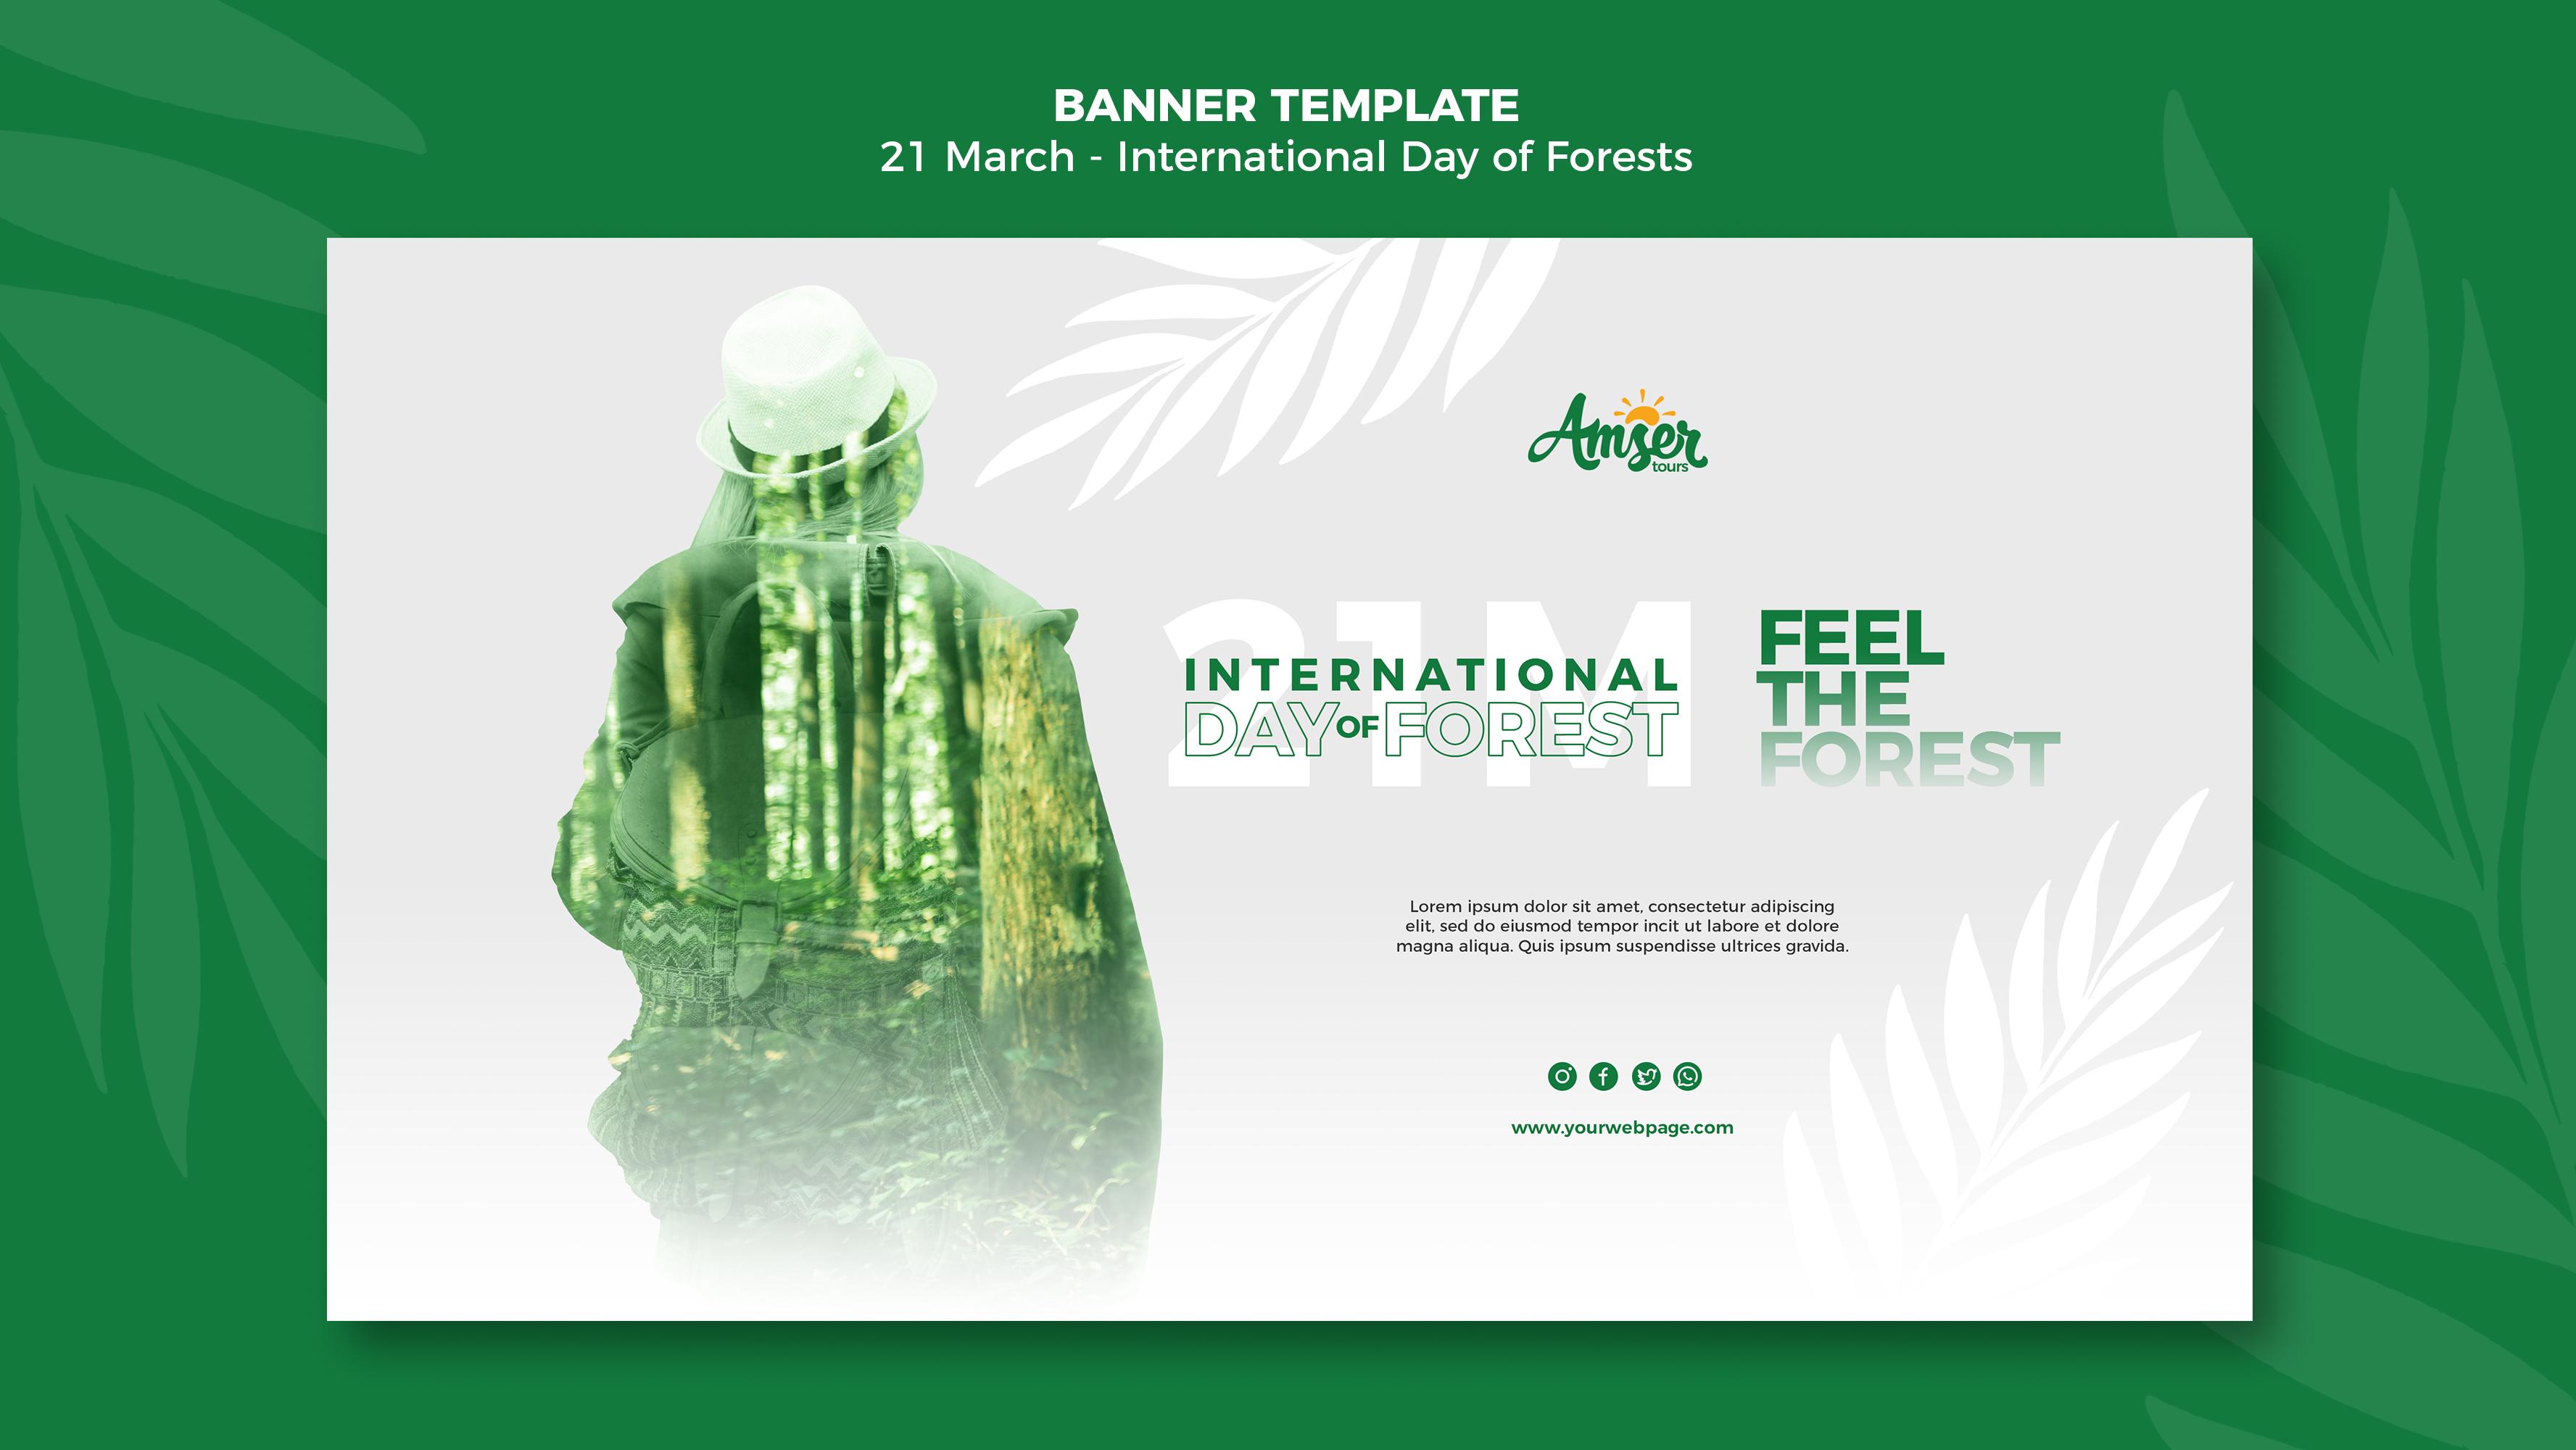 BANNER TEMPLATE
21 March - International Day of Forests
Amser
tours
21M
INTERNATIONAL
DAY OF FOREST
FEEL
THE
FOREST
Lorem ipsum dolor sit amet, consectetur adipiscing
elit, sed do eiusmod tempor incit ut labore et dolore
magna aliqua. Quis ipsum suspendisse ultrices gravida.
www.yourwebpage.com